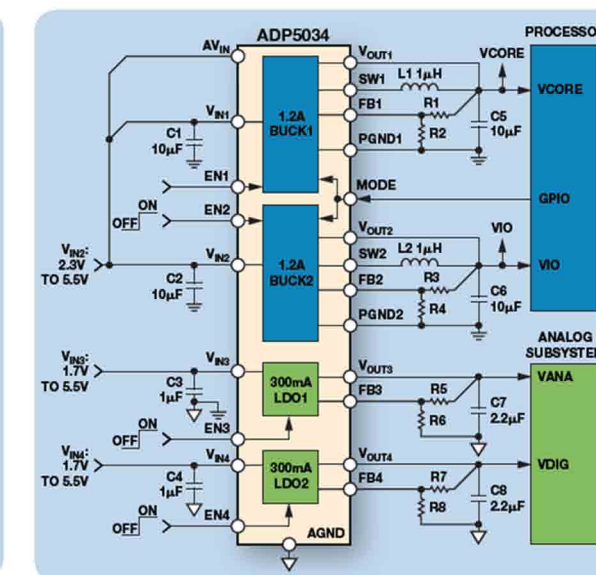 ADP5034
PROCESSO
AVIN
VOUT1
VCORE
SW1
L1 1µH
VCORE
FB1
R1
VIN1
1.2A
BUCK1
C1
10µF
R2
C5
10µF
PGND1
EN1
MODE
GPIO
ON
OFF
EN2
VOUT2
VIO
VIN2:
2.3V
TO 5.5V
VIN2
SW2
L2 1µH
VIO
1.2A
BUCK2
C2
10µF
FB2
R3
R4
C6
10µF
PGND2
ANALOG
SUBSYSTE
VIN3:
1.7V
TO 5.5V
VIN3
VOUT3
VANA
300mA
LDO1
C3
1µF
FB3
R5
R6
C7
2.2µF
ON
OFF
EN3
VIN4:
1.7V
TO 5.5V
VIN4
VOUT4
VDIG
300mA
LDO2
C4
1µF
FB4
R7
R8
C8
2.2µF
ON
OFF
EN4
AGND